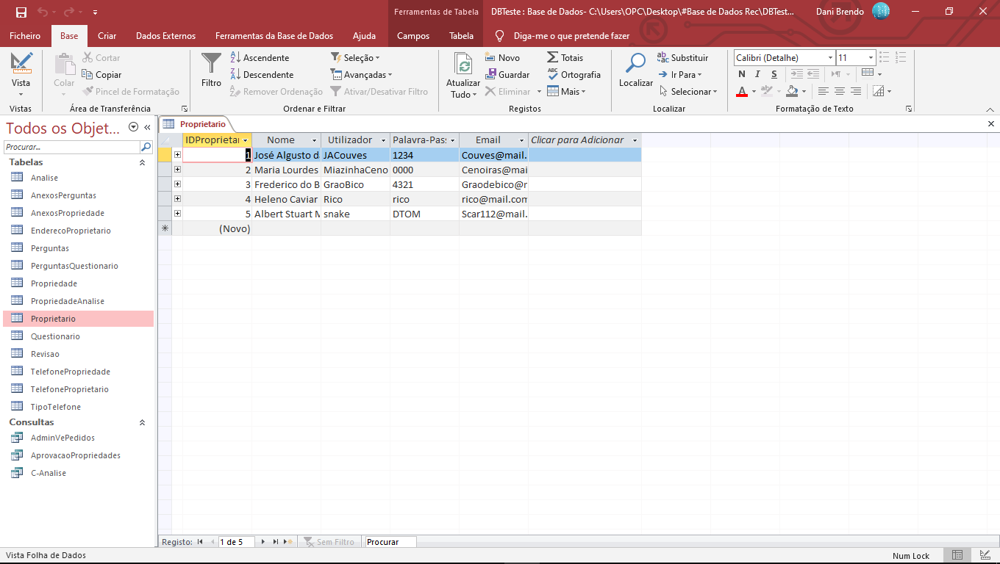 Ferramentas de Tabela
DBTeste : Base de Dados- C:\Users\OPC\Desktop\#Base de Dados Rec\DBTest...
Dani Brendo
Ficheiro Base Criar Dados Externos Ferramentas da Base de Dados Ajuda Campos Tabela Diga-me o que pretende fazer
Vista
Vistas
Colar
Cortar
Copiar
Pincel de Formatação
Área de Transferência
Filtro
Ascendente
Descendente
Remover Ordenação
Seleção
Avançadas
Ativar/Desativar Filtro
Ordenar e Filtrar
Atualizar
Tudo
Novo
Guardar
Eliminar
Totais
Ortografia
Mais
Registos
Localizar
Substituir
Ir Para
Selecionar
Localizar
Calibri (Detalhe) 11
N I S
A
Formatação de Texto
Todos os Objet...
Procurar...
Tabelas
Analise
AnexosPerguntas
AnexosPropriedade
EnderecoProprietario
Perguntas
PerguntasQuestionario
Propriedade
PropriedadeAnalise
Proprietario
Questionario
Revisao
TelefonePropriedade
TelefoneProprietario
TipoTelefone
Consultas
AdminVePedidos
AprovacaoPropriedades
C-Analise
Proprietario
IDProprietar Nome Utilizador Palavra-Pass Email Clicar para Adicionar
1 José Algusto d JACouves 1234 Couves@mail.
2 Maria Lourdes MiazinhaCeno 0000 Cenoiras@mai
3 Frederico do B GraoBico 4321 Graodebico@r
4 Heleno Caviar Rico rico rico@mail.com
5 Albert Stuart M snake DTOM Scar112@mail.
(Novo)
Registo: 1 de 5 Sem Filtro Procurar
Vista Folha de Dados
Num Lock